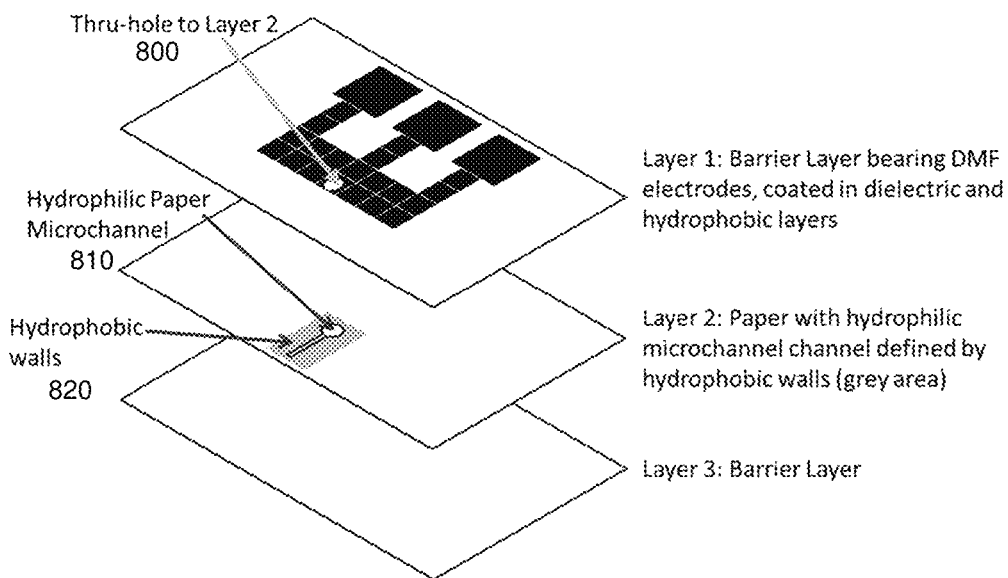 Thru-hole to Layer 2
800
Layer 1: Barrier Layer bearing DMF
electrodes, coated in dielectric and
hydrophobic layers
Hydrophilic Paper
Microchannel
810
Layer 2: Paper with hydrophilic
microchannel channel defined by
hydrophobic walls (grey area)
Hydrophobic
walls
820
Layer 3: Barrier Layer